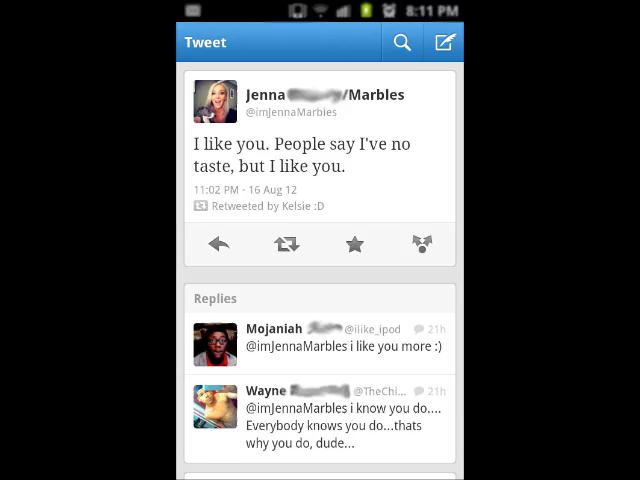 8:11 PM
Tweet
Jenna /Marbles
@imJennaMarbles
I like you. People say I've no
taste, but I like you.
11:02 PM - 16 Aug 12
Retweeted by Kelsie :D
Replies
Mojaniah @ilike_ipod 21h
@imJennaMarbles i like you more :)
Wayne @TheChi... 21h
@imJennaMarbles i know you do....
Everybody knows you do...thats
why you do, dude...